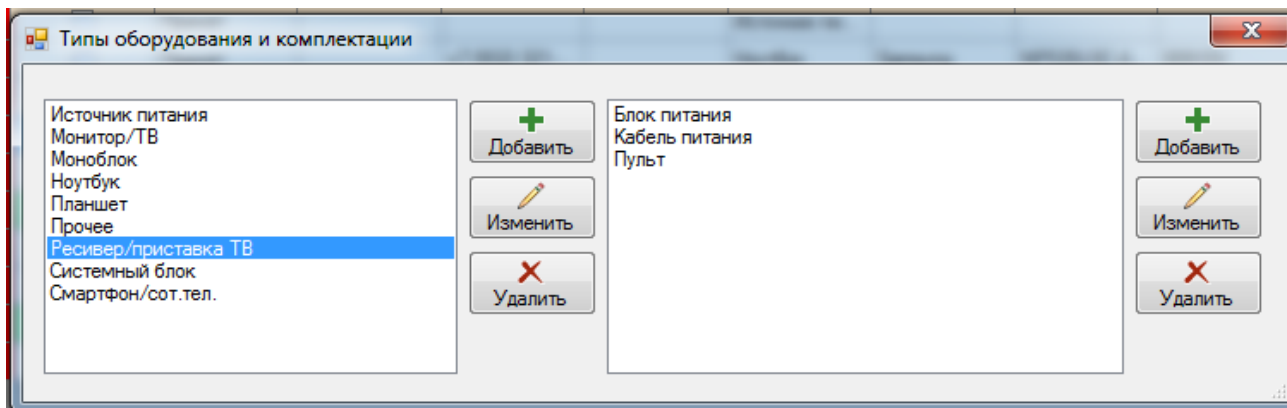 Типы оборудования и комплектации
Источник питания
Монитор/ТВ
Моноблок
Ноутбук
Планшет
Прочее
Ресивер/приставка ТВ
Системный блок
Смартфон/сот.тел.
Добавить
Изменить
Удалить
Блок питания
Кабель питания
Пульт
Добавить
Изменить
Удалить